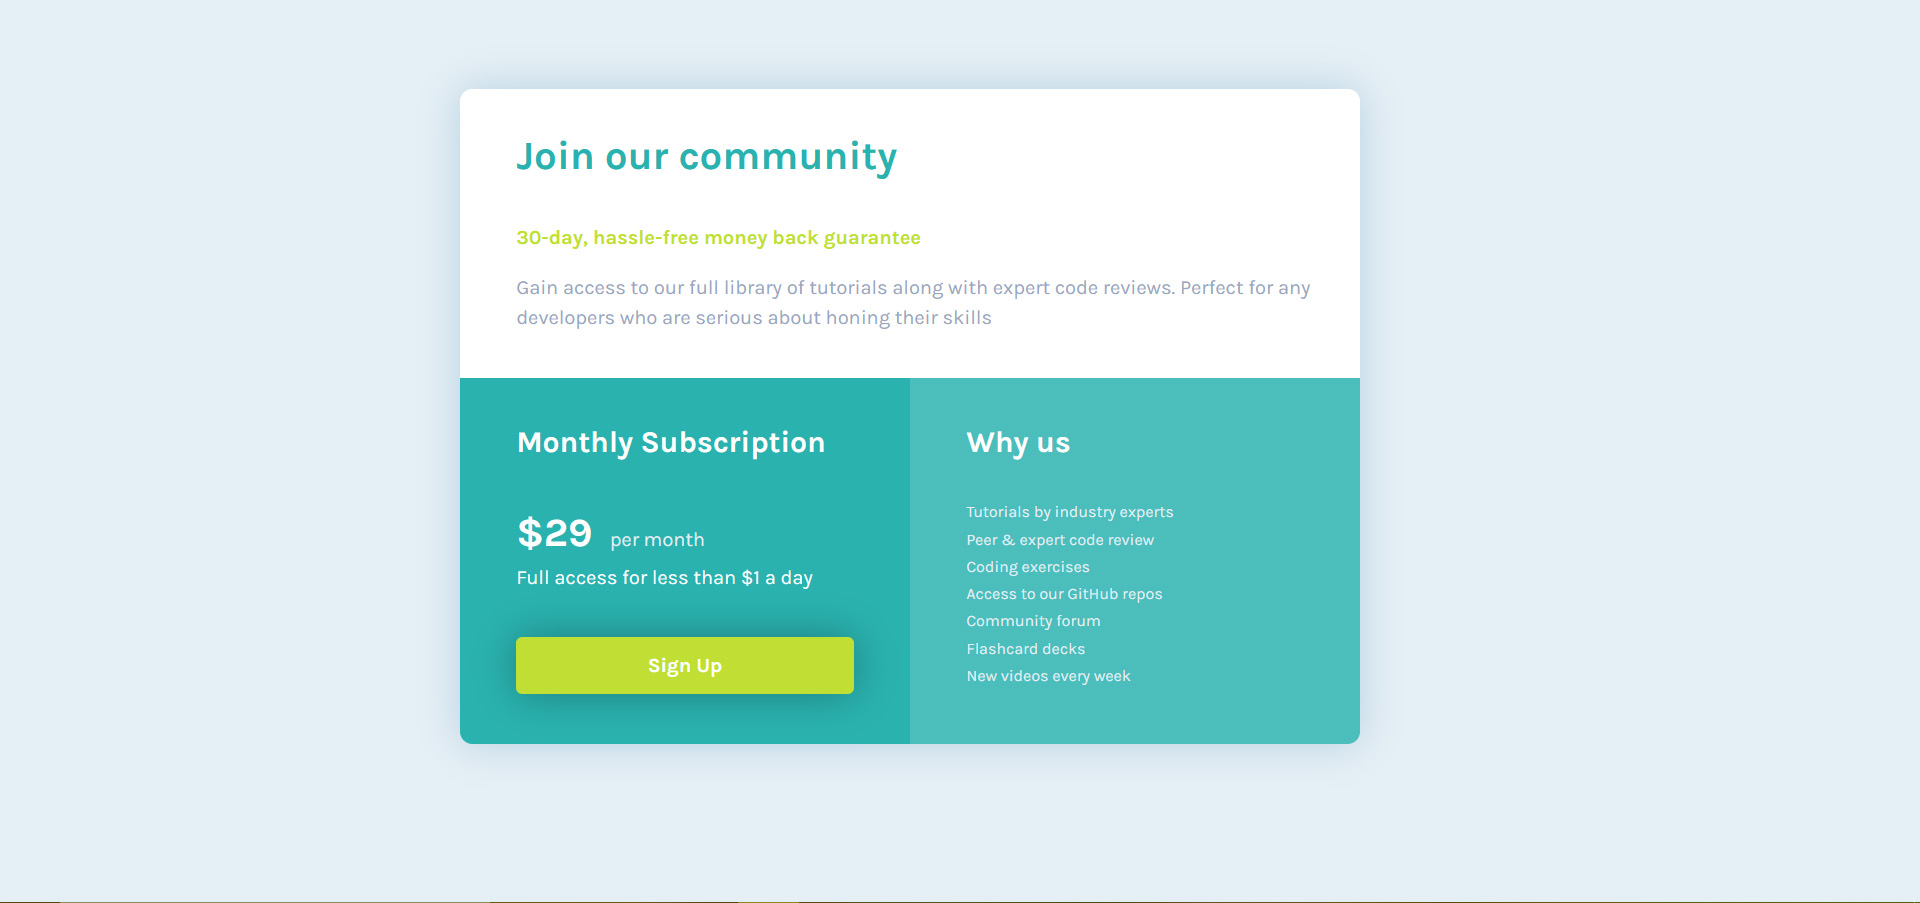 Join our community
30-day, hassle-free money back guarantee
Gain access to our full library of tutorials along with expert code reviews. Perfect for any
developers who are serious about honing their skills
Monthly Subscription
$29 per month
Full access for less than $1 a day
Sign Up
Why us
Tutorials by industry experts
Peer & expert code review
Coding exercises
Access to our GitHub repos
Community forum
Flashcard decks
New videos every week